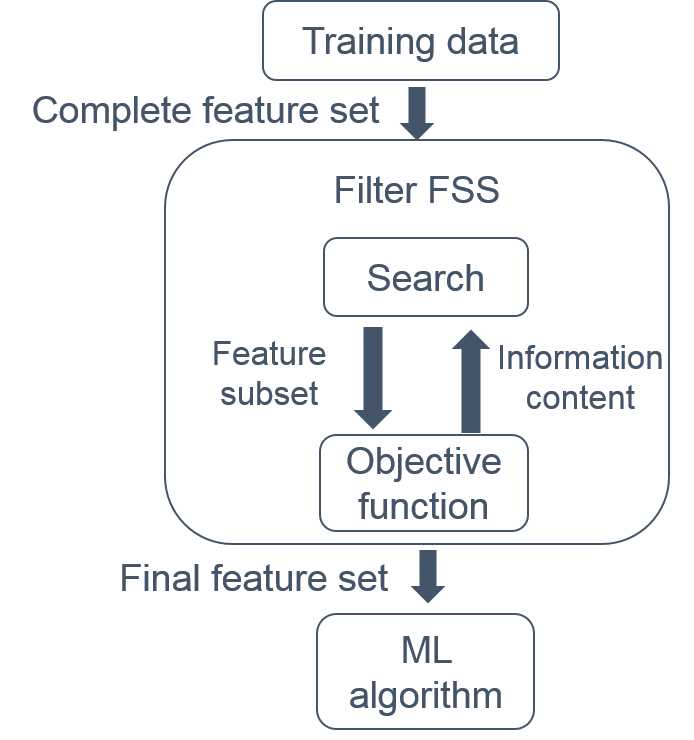 Training data
Complete feature set
Filter FSS
Search
Feature
subset
Information
content
Objective
function
Final feature set
ML
algorithm